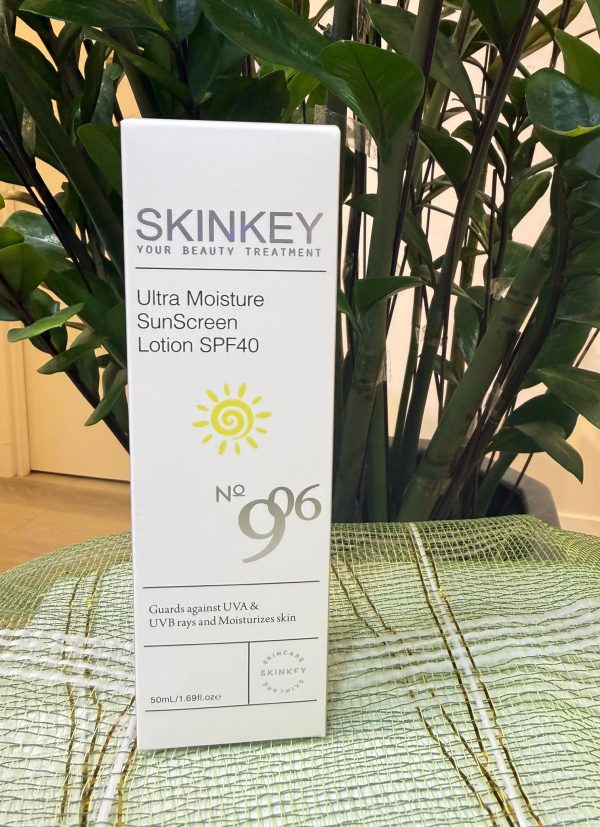 SKINKEY
YOUR BEAUTY TREATMENT
Ultra Moisture
SunScreen
Lotion SPF40
Nº 906
Guards against UVA &
UVB rays and Moisturizes skin
50mL/1.69fl.oz℮
SKINCARE
SKINKEY
SKINCARE